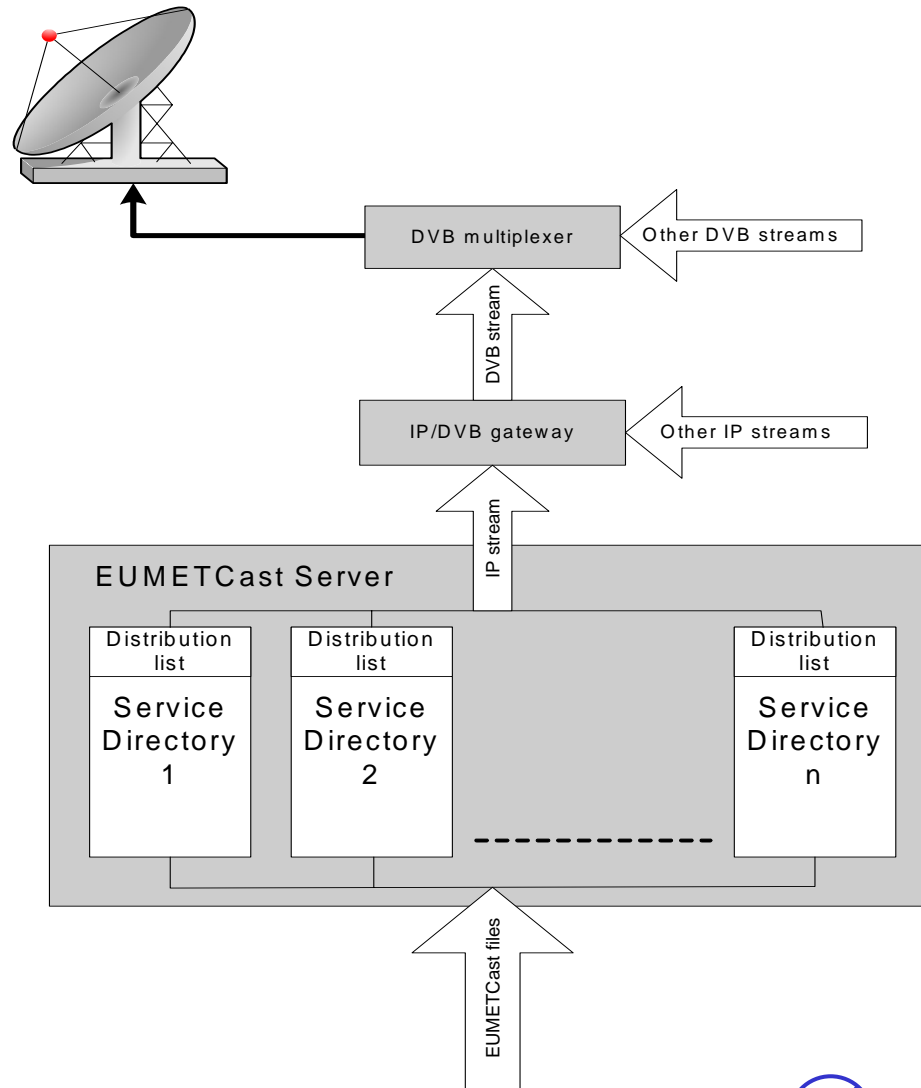 DVB multiplexer
Other DVB streams
DVB stream
IP/DVB gateway
Other IP streams
IP stream
EUMETCast Server
Distribution
list
Service
Directory
1
Distribution
list
Service
Directory
2
Distribution
list
Service
Directory
n
EUMETCast files